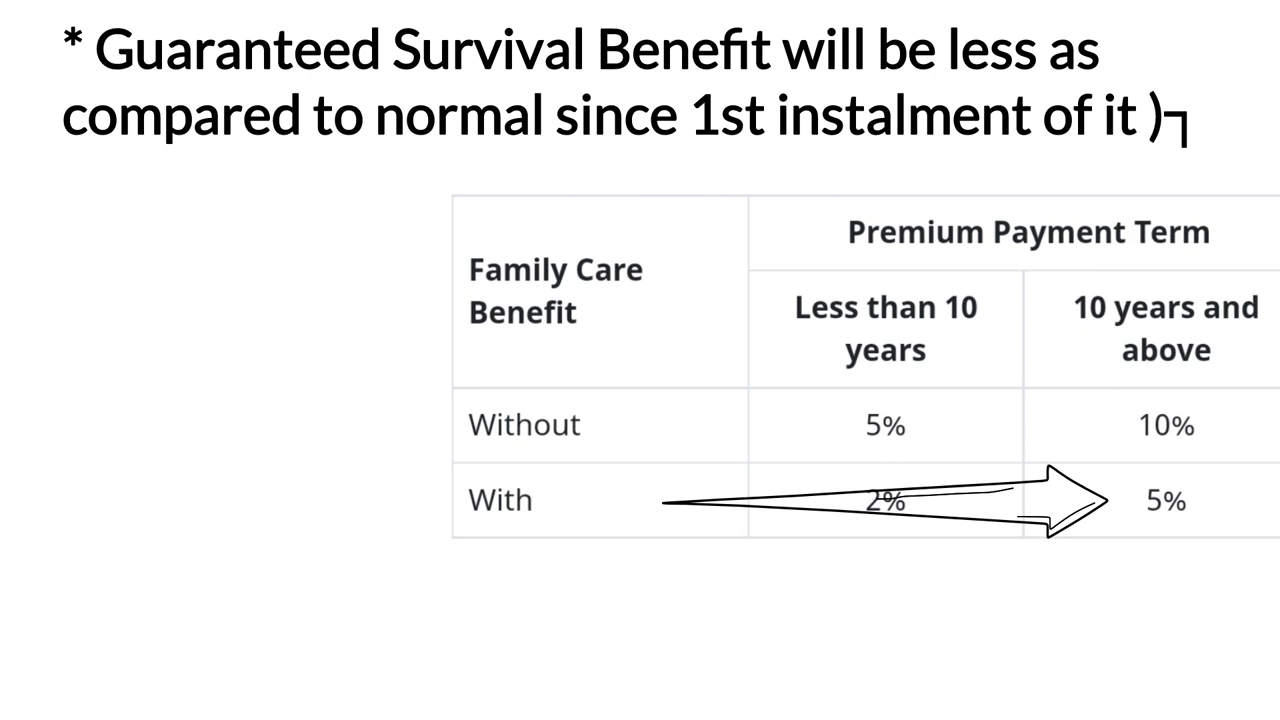 * Guaranteed Survival Benefit will be less as
compared to normal since 1st instalment of it )
Premium Payment Term
Family Care
Benefit
Less than 10
years
10 years and
above
Without 5% 10%
With 2% 5%